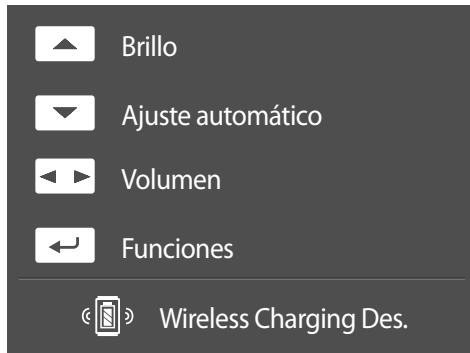 Brillo
Ajuste automático
Volumen
Funciones
Wireless Charging Des.